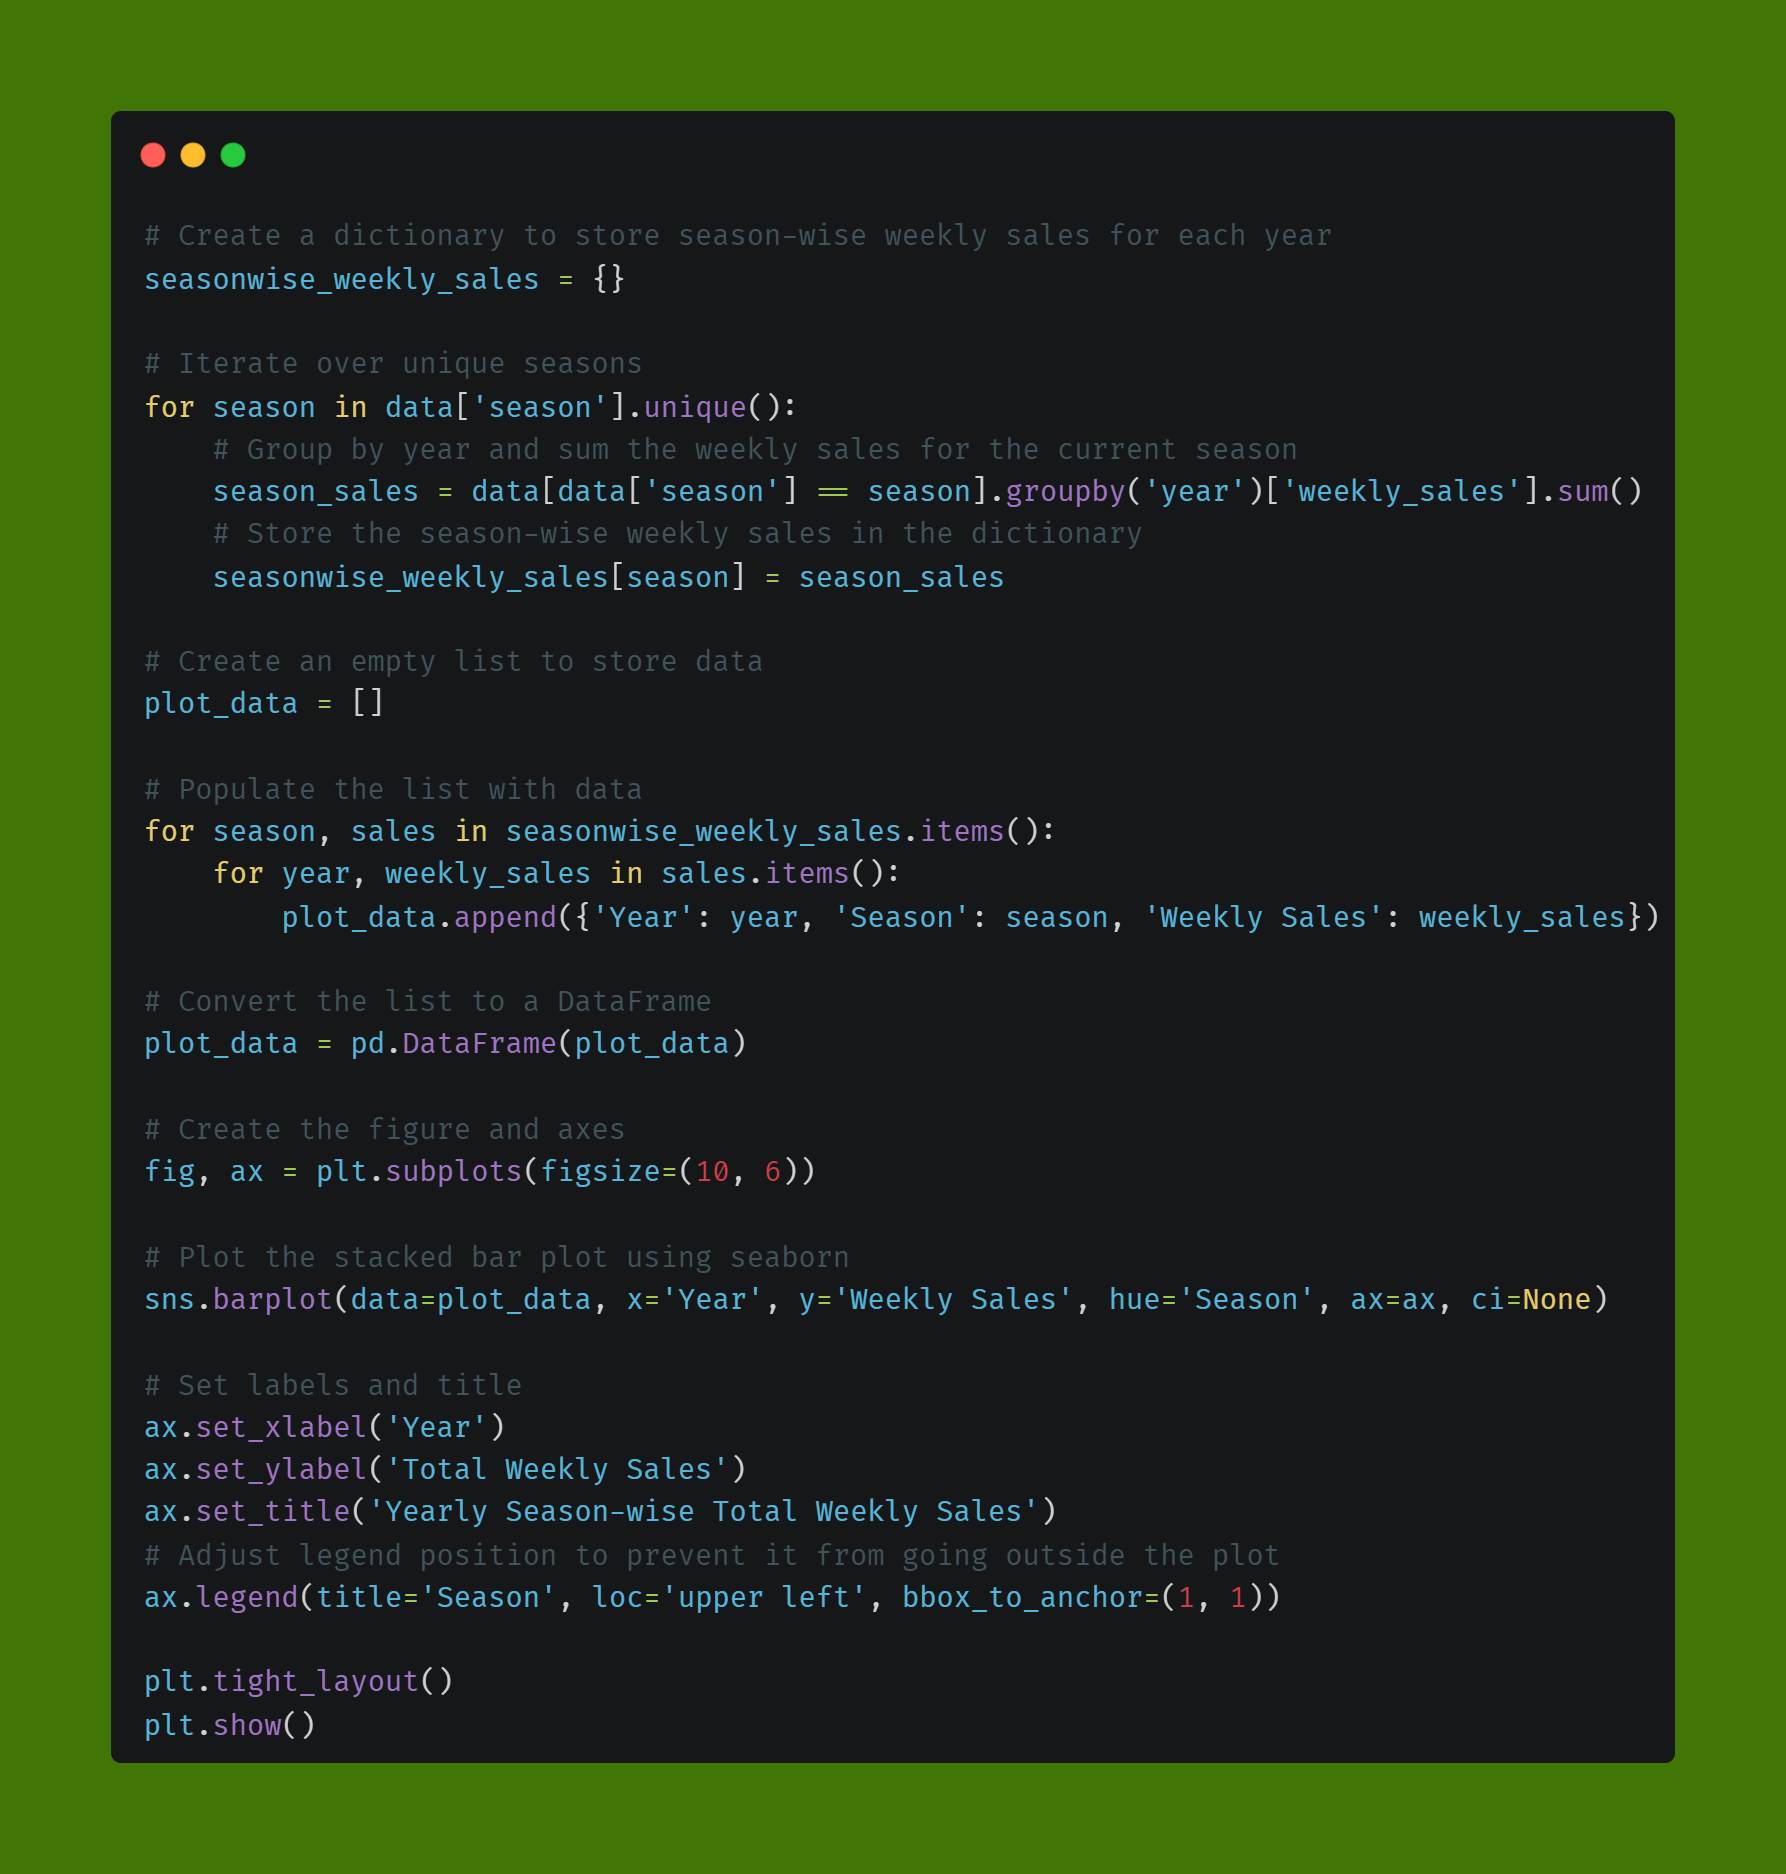 # Create a dictionary to store season-wise weekly sales for each year
seasonwise_weekly_sales = {}

# Iterate over unique seasons
for season in data['season'].unique():
    # Group by year and sum the weekly sales for the current season
    season_sales = data[data['season'] == season].groupby('year')['weekly_sales'].sum()
    # Store the season-wise weekly sales in the dictionary
    seasonwise_weekly_sales[season] = season_sales

# Create an empty list to store data
plot_data = []

# Populate the list with data
for season, sales in seasonwise_weekly_sales.items():
    for year, weekly_sales in sales.items():
        plot_data.append({'Year': year, 'Season': season, 'Weekly Sales': weekly_sales})

# Convert the list to a DataFrame
plot_data = pd.DataFrame(plot_data)

# Create the figure and axes
fig, ax = plt.subplots(figsize=(10, 6))

# Plot the stacked bar plot using seaborn
sns.barplot(data=plot_data, x='Year', y='Weekly Sales', hue='Season', ax=ax, ci=None)

# Set labels and title
ax.set_xlabel('Year')
ax.set_ylabel('Total Weekly Sales')
ax.set_title('Yearly Season-wise Total Weekly Sales')
# Adjust legend position to prevent it from going outside the plot
ax.legend(title='Season', loc='upper left', bbox_to_anchor=(1, 1))

plt.tight_layout()
plt.show()